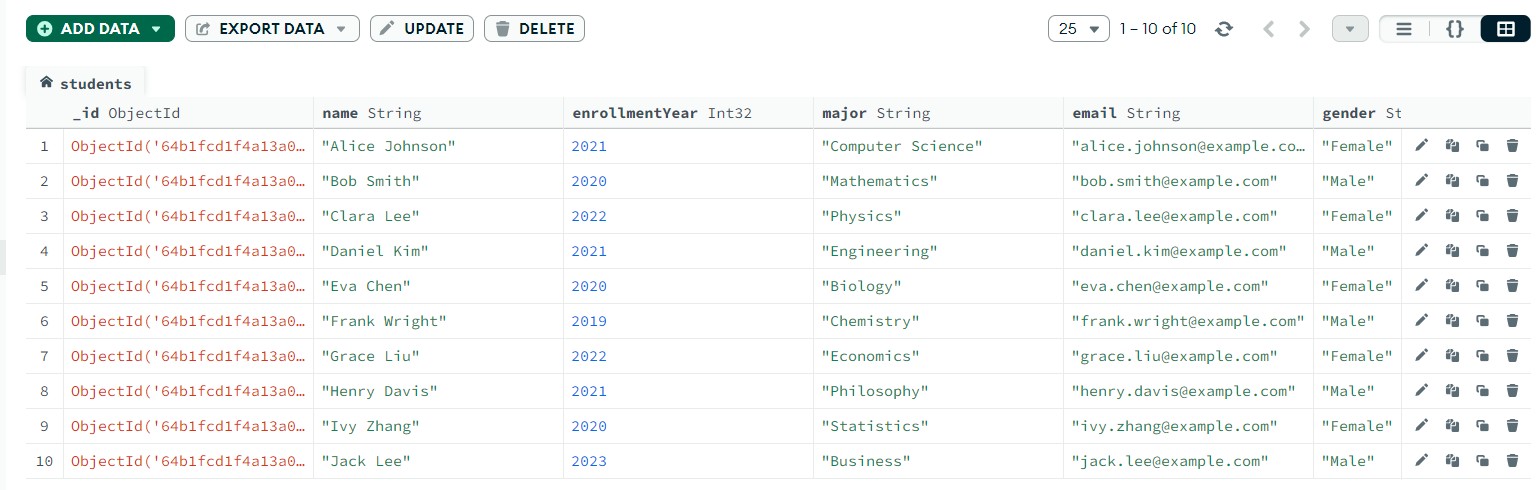 ADD DATA EXPORT DATA UPDATE DELETE 25 1 – 10 of 10 {}
students
_id ObjectId name String enrollmentYear Int32 major String email String gender St
1 ObjectId('64b1fcd1f4a13a0… "Alice Johnson" 2021 "Computer Science" "alice.johnson@example.co… "Female"
2 ObjectId('64b1fcd1f4a13a0… "Bob Smith" 2020 "Mathematics" "bob.smith@example.com" "Male"
3 ObjectId('64b1fcd1f4a13a0… "Clara Lee" 2022 "Physics" "clara.lee@example.com" "Female"
4 ObjectId('64b1fcd1f4a13a0… "Daniel Kim" 2021 "Engineering" "daniel.kim@example.com" "Male"
5 ObjectId('64b1fcd1f4a13a0… "Eva Chen" 2020 "Biology" "eva.chen@example.com" "Female"
6 ObjectId('64b1fcd1f4a13a0… "Frank Wright" 2019 "Chemistry" "frank.wright@example.com" "Male"
7 ObjectId('64b1fcd1f4a13a0… "Grace Liu" 2022 "Economics" "grace.liu@example.com" "Female"
8 ObjectId('64b1fcd1f4a13a0… "Henry Davis" 2021 "Philosophy" "henry.davis@example.com" "Male"
9 ObjectId('64b1fcd1f4a13a0… "Ivy Zhang" 2020 "Statistics" "ivy.zhang@example.com" "Female"
10 ObjectId('64b1fcd1f4a13a0… "Jack Lee" 2023 "Business" "jack.lee@example.com" "Male"